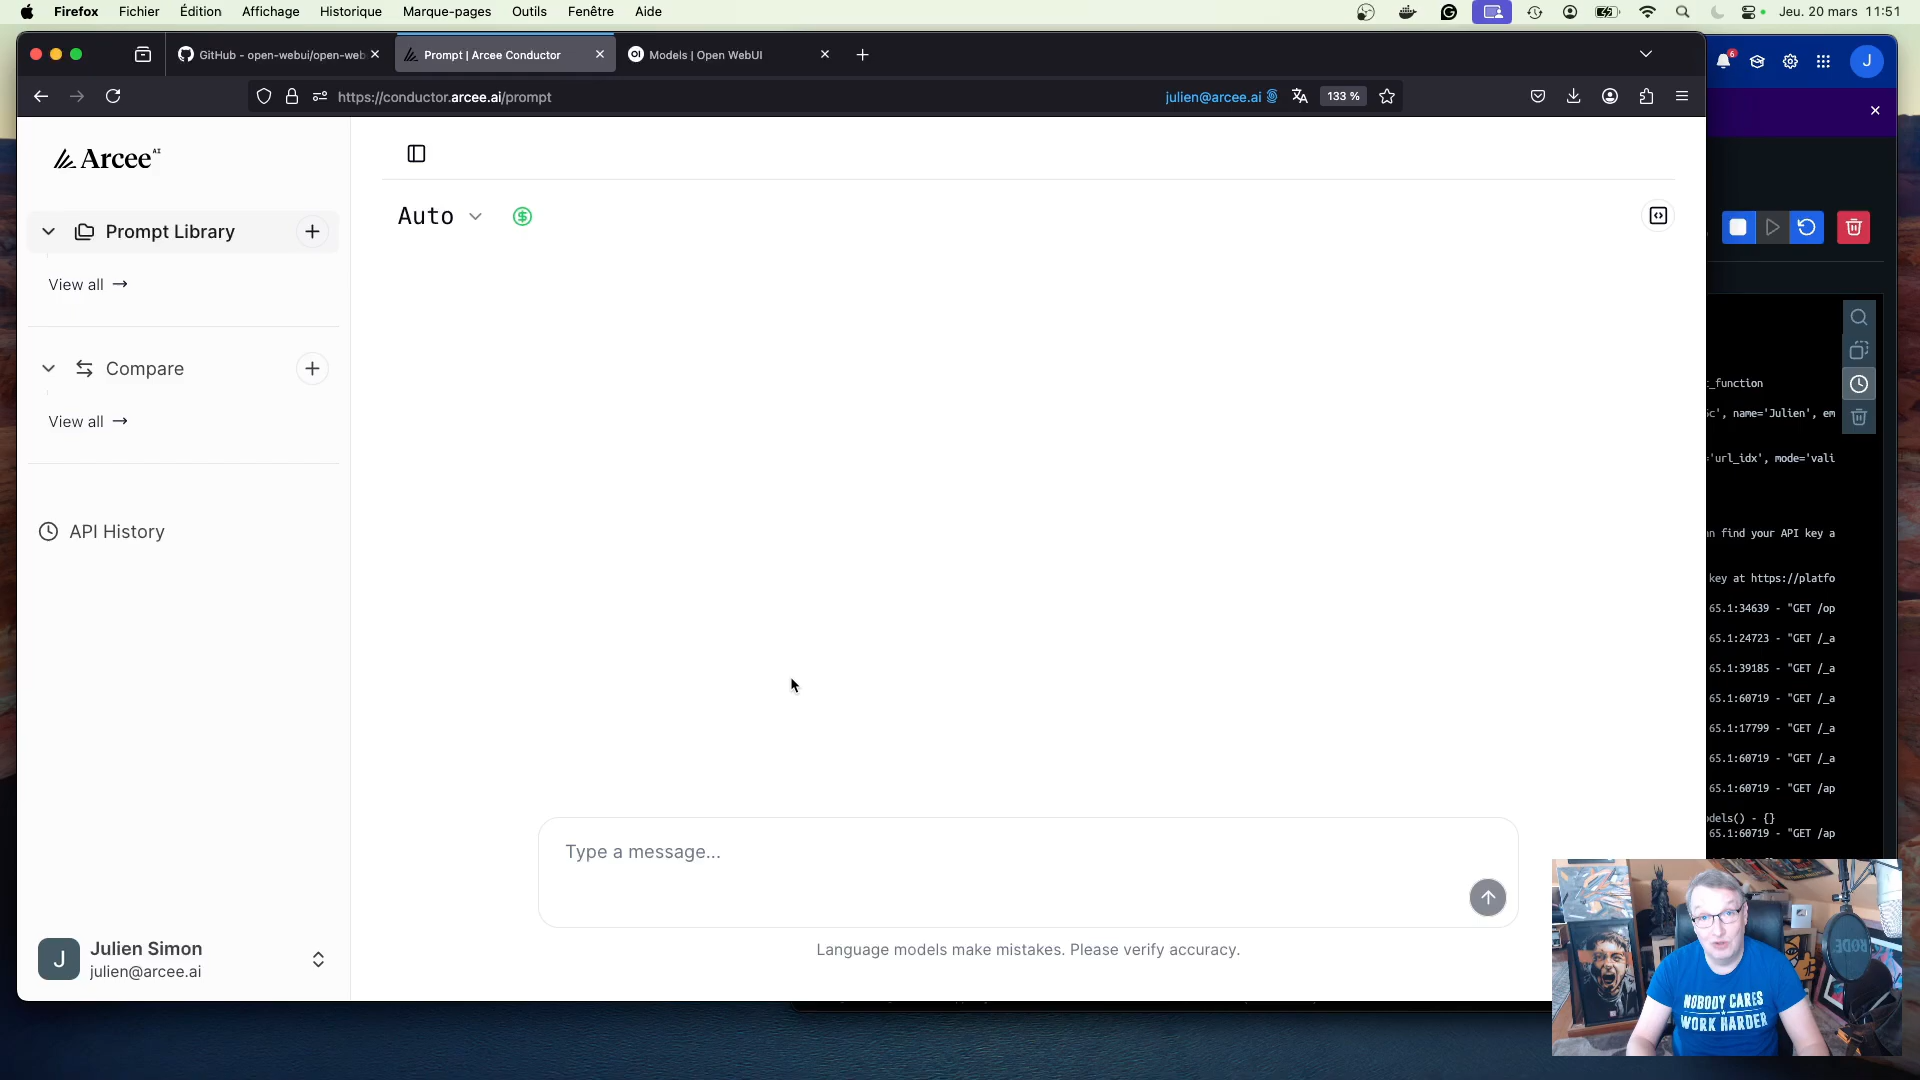 Firefox Fichier Édition Affichage Historique Marque-pages Outils Fenêtre Aide Jeu. 20 mars 11:51
GitHub - open-webui/open-web Prompt | Arcee Conductor OI Models | Open WebUI
https://conductor.arcee.ai/prompt julien@arcee.ai 133 %
6
J
Arcee AI
Prompt Library
View all →
Compare
View all →
API History
Auto
Type a message...
Language models make mistakes. Please verify accuracy.
J
Julien Simon
julien@arcee.ai
_function
c', name='Julien', em
'url_idx', mode='vali
n find your API key a
key at https://platfo
65.1:34639 - "GET /op
65.1:24723 - "GET /_a
65.1:39185 - "GET /_a
65.1:60719 - "GET /_a
65.1:17799 - "GET /_a
65.1:60719 - "GET /_a
65.1:60719 - "GET /ap
dels() - {}
65.1:60719 - "GET /ap
RODE
NOBODY CARES
WORK HARDER